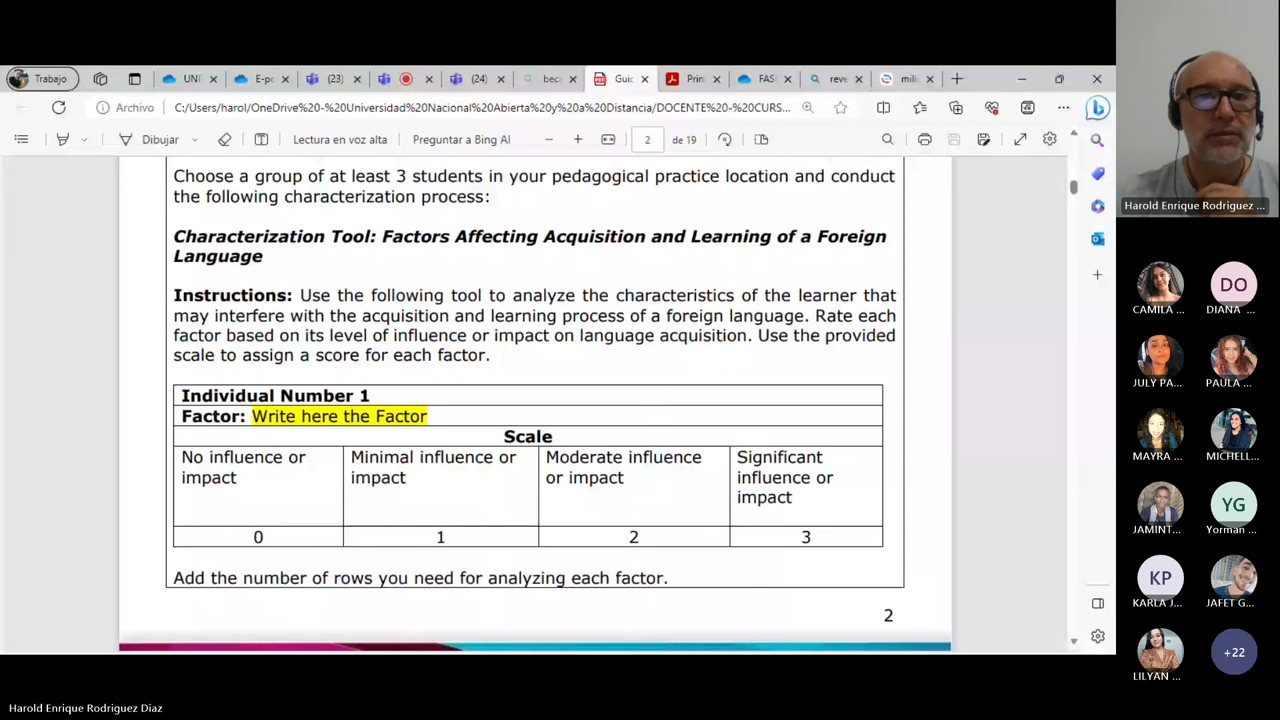 Trabajo
UNI
E-pc
(23)
(24)
beca
Guic
Prin
FASI
reve
mili
Archivo
C:/Users/harol/OneDrive%20-%20Universidad%20Nacional%20Abierta%20y%20a%20Distancia/DOCENTE%20-%20CURS...
Dibujar
Lectura en voz alta
Preguntar a Bing AI
2
de 19
Choose a group of at least 3 students in your pedagogical practice location and conduct
the following characterization process:
Characterization Tool: Factors Affecting Acquisition and Learning of a Foreign
Language
Instructions: Use the following tool to analyze the characteristics of the learner that
may interfere with the acquisition and learning process of a foreign language. Rate each
factor based on its level of influence or impact on language acquisition. Use the provided
scale to assign a score for each factor.
Individual Number 1
Factor: Write here the Factor
Scale
No influence or
impact
Minimal influence or
impact
Moderate influence
or impact
Significant
influence or
impact
0
1
2
3
Add the number of rows you need for analyzing each factor.
2
Harold Enrique Rodriguez ...
CAMILA ...
DO
DIANA ...
JULY PA...
PAULA ...
MAYRA ...
MICHELL...
JAMINT...
YG
Yorman ...
KP
KARLA J...
JAFET G...
LILYAN ...
+22
Harold Enrique Rodriguez Diaz